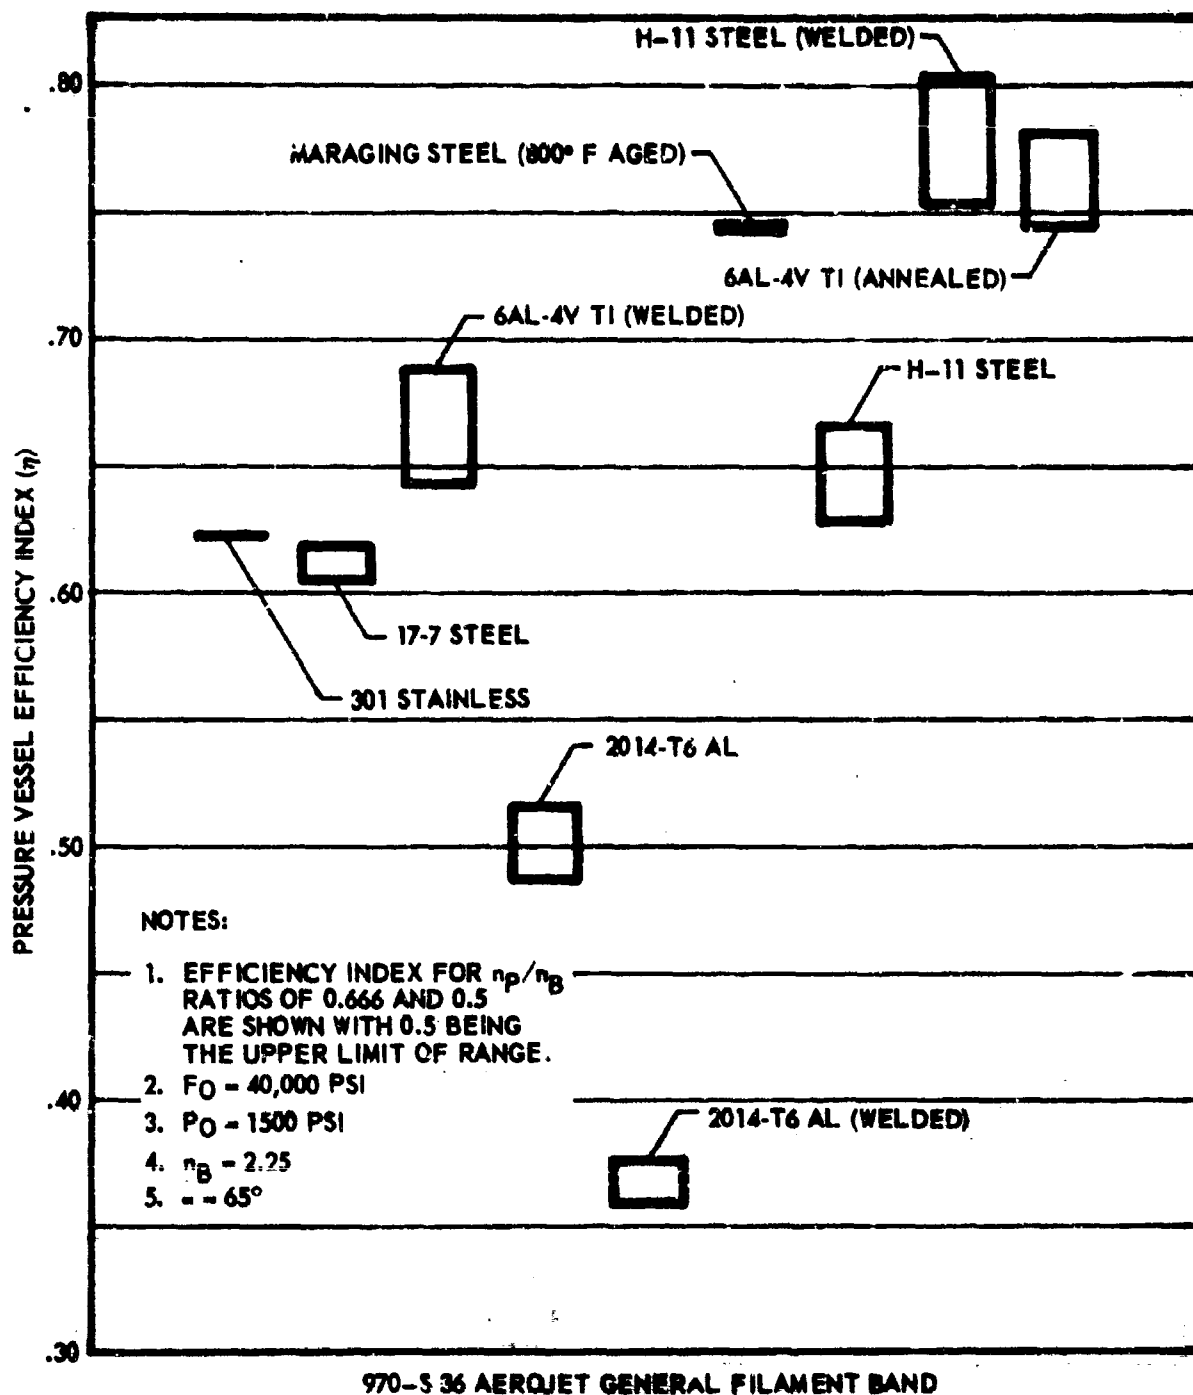 H-11 STEEL (WELDED)
.80
MARAGING STEEL (800° F AGED)
6AL-4V TI (ANNEALED)
6AL-4V TI (WELDED)
.70
H-11 STEEL
PRESSURE VESSEL EFFICIENCY INDEX (η)
.60
17-7 STEEL
301 STAINLESS
2014-T6 AL
.50
NOTES:
1. EFFICIENCY INDEX FOR nP/nB
RATIOS OF 0.666 AND 0.5
ARE SHOWN WITH 0.5 BEING
THE UPPER LIMIT OF RANGE.
2. FO = 40,000 PSI
.40
3. PO = 1500 PSI
2014-T6 AL (WELDED)
4. nB = 2.25
5. = 65°
.30
970-S 36 AEROJET GENERAL FILAMENT BAND